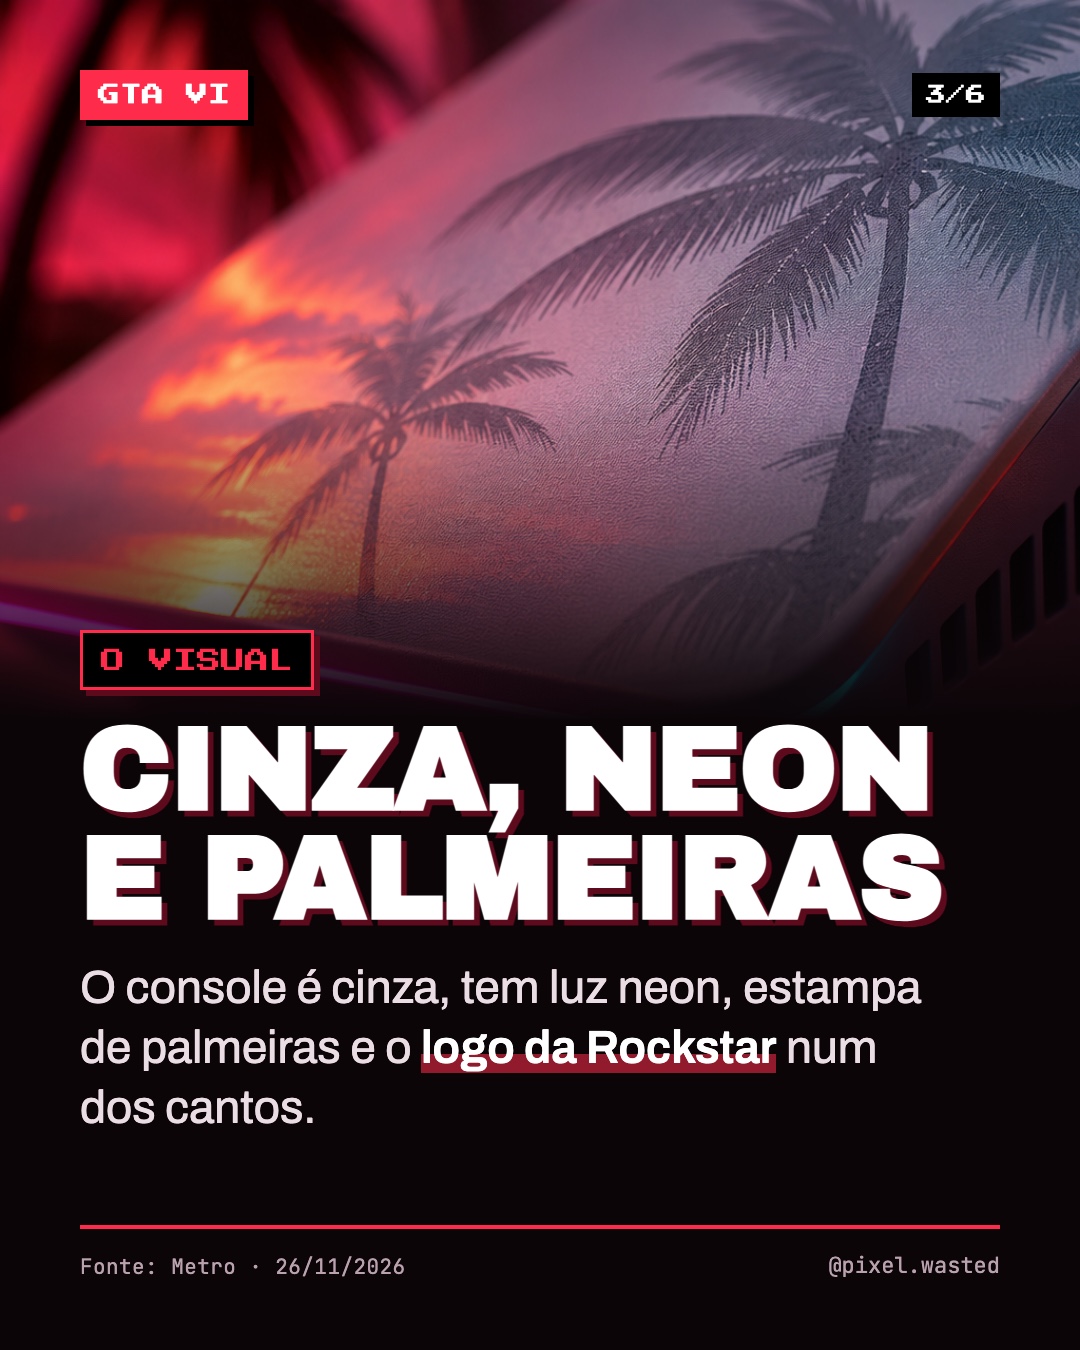 GTA VI
3/6
O VISUAL
CINZA, NEON
E PALMEIRAS
O console é cinza, tem luz neon, estampa
de palmeiras e o logo da Rockstar num
dos cantos.
Fonte: Metro · 26/11/2026
@pixel.wasted